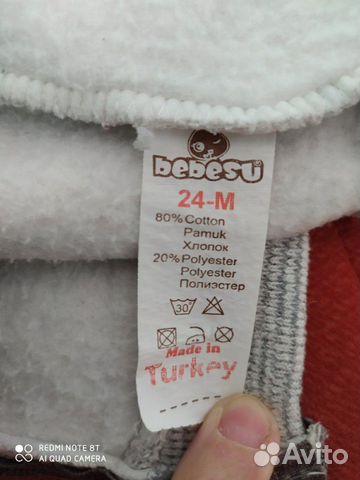 bebesu
24-M
80% Cotton
Pamuk
Хлопок
20% Polyester
Polyester
Полиэстер
30
Made in
Turkey
REDMI NOTE 8T
AI QUAD CAMERA
Avito